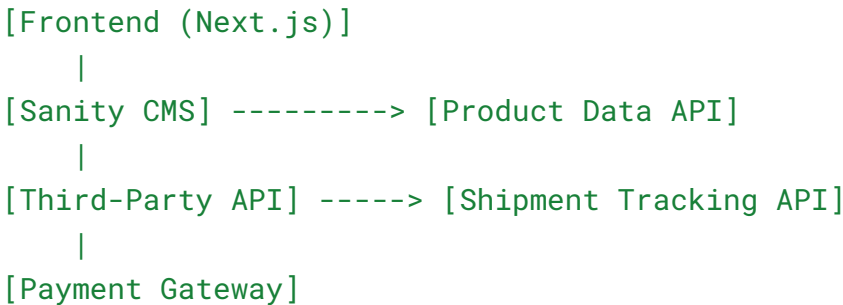 [Frontend (Next.js)]
    |
[Sanity CMS] ---------> [Product Data API]
    |
[Third-Party API] -----> [Shipment Tracking API]
    |
[Payment Gateway]